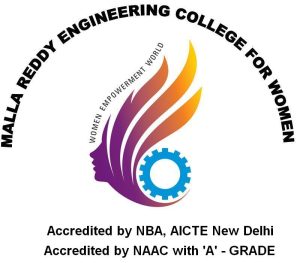 MALLA REDDY ENGINEERING COLLEGE FOR WOMEN
WOMEN EMPOWERMENT WORLD
Accredited by NBA, AICTE New Delhi
Accredited by NAAC with 'A' - GRADE